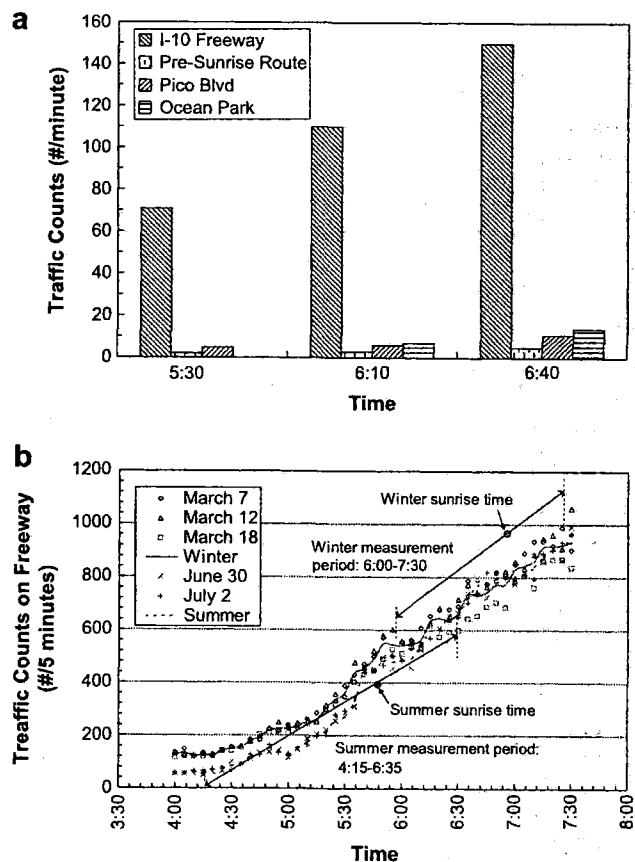 a
160
140
120
100
80
60
40
20
0
Traffic Counts (#/minute)
I-10 Freeway
Pre-Sunrise Route
Pico Blvd
Ocean Park
5:30
6:10
6:40
Time
b
1200
1000
800
600
400
200
0
Treaffic Counts on Freeway
(#/5 minutes)
March 7
March 12
March 18
Winter
June 30
July 2
Summer
Winter sunrise time
Winter measurement
period: 6:00-7:30
Summer sunrise time
Summer measurement period:
4:15-6:35
3:30
4:00
4:30
5:00
5:30
6:00
6:30
7:00
7:30
8:00
Time